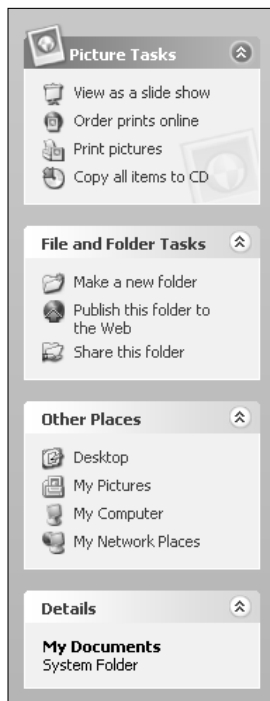 Picture Tasks
View as a slide show
Order prints online
Print pictures
Copy all items to CD
File and Folder Tasks
Make a new folder
Publish this folder to
the Web
Share this folder
Other Places
Desktop
My Pictures
My Computer
My Network Places
Details
My Documents
System Folder